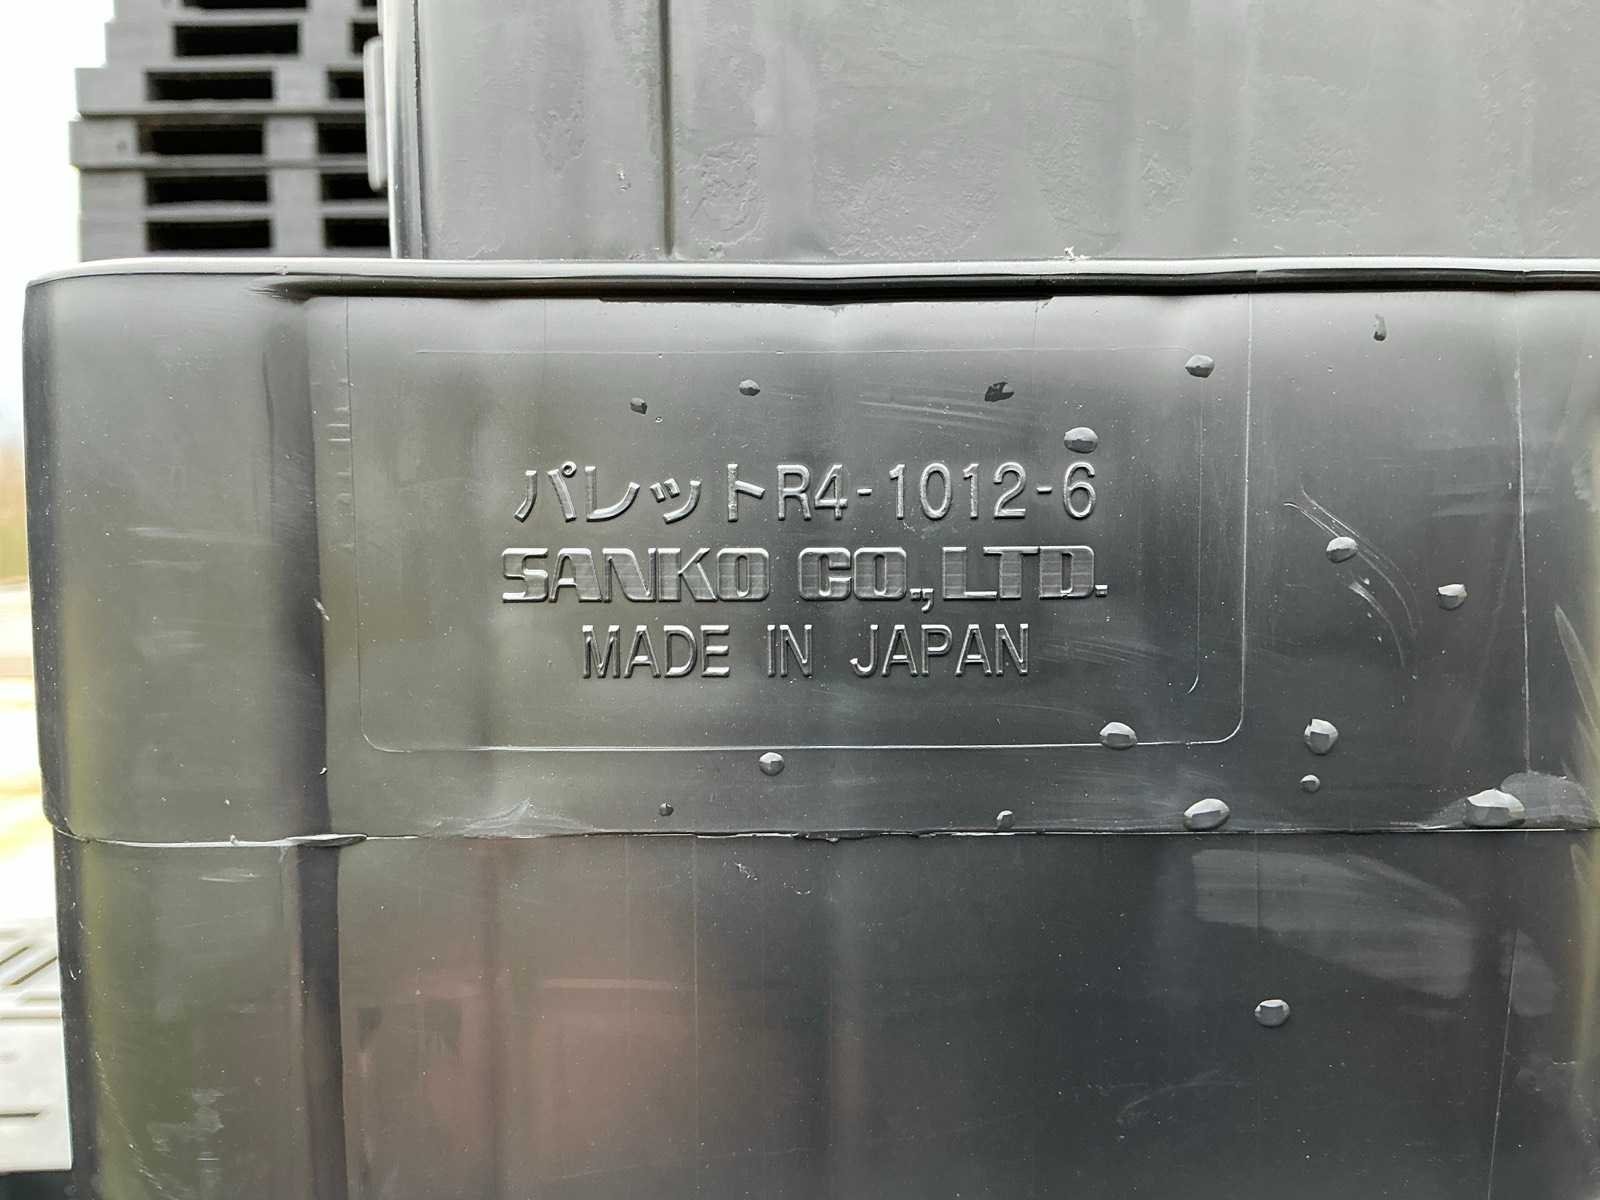 パレットR4-1012-6
SANKO CO.,LTD.
MADE IN JAPAN